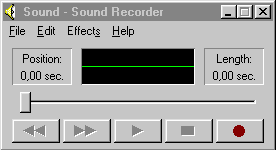 Sound - Sound Recorder
File Edit Effects Help
Position:
0,00 sec.
Length:
0,00 sec.